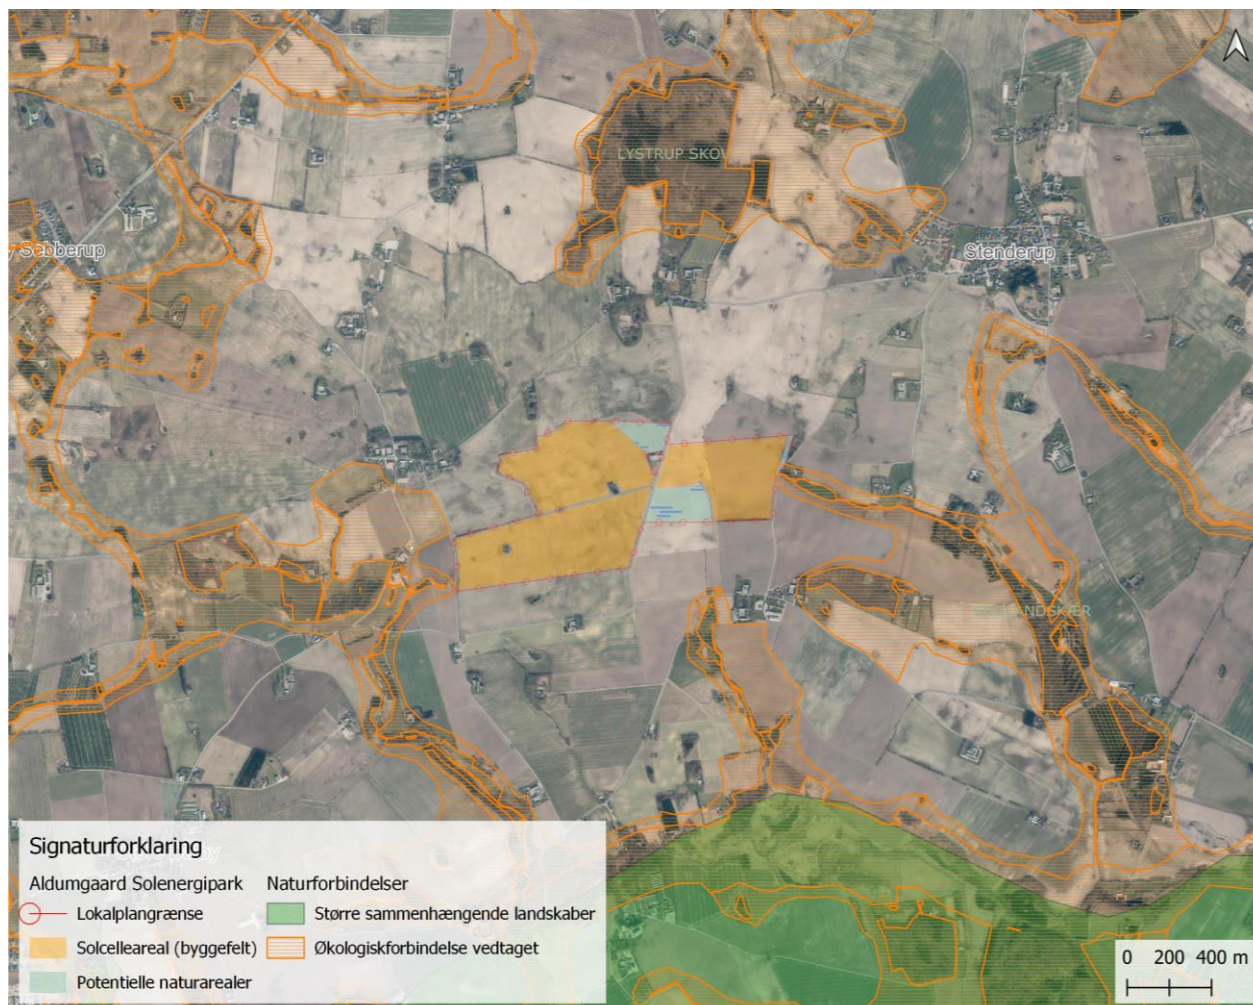 LYSTRUP SKOV
Sebberup
Stenderup
Signaturforklaring
Aldumgaard Solenergipark
Naturforbindelser
Lokalplangrænse
Større sammenhængende landskaber
Solcelleareal (byggefelt)
Økologiskforbindelse vedtaget
Potentielle naturarealer
0 200 400 m